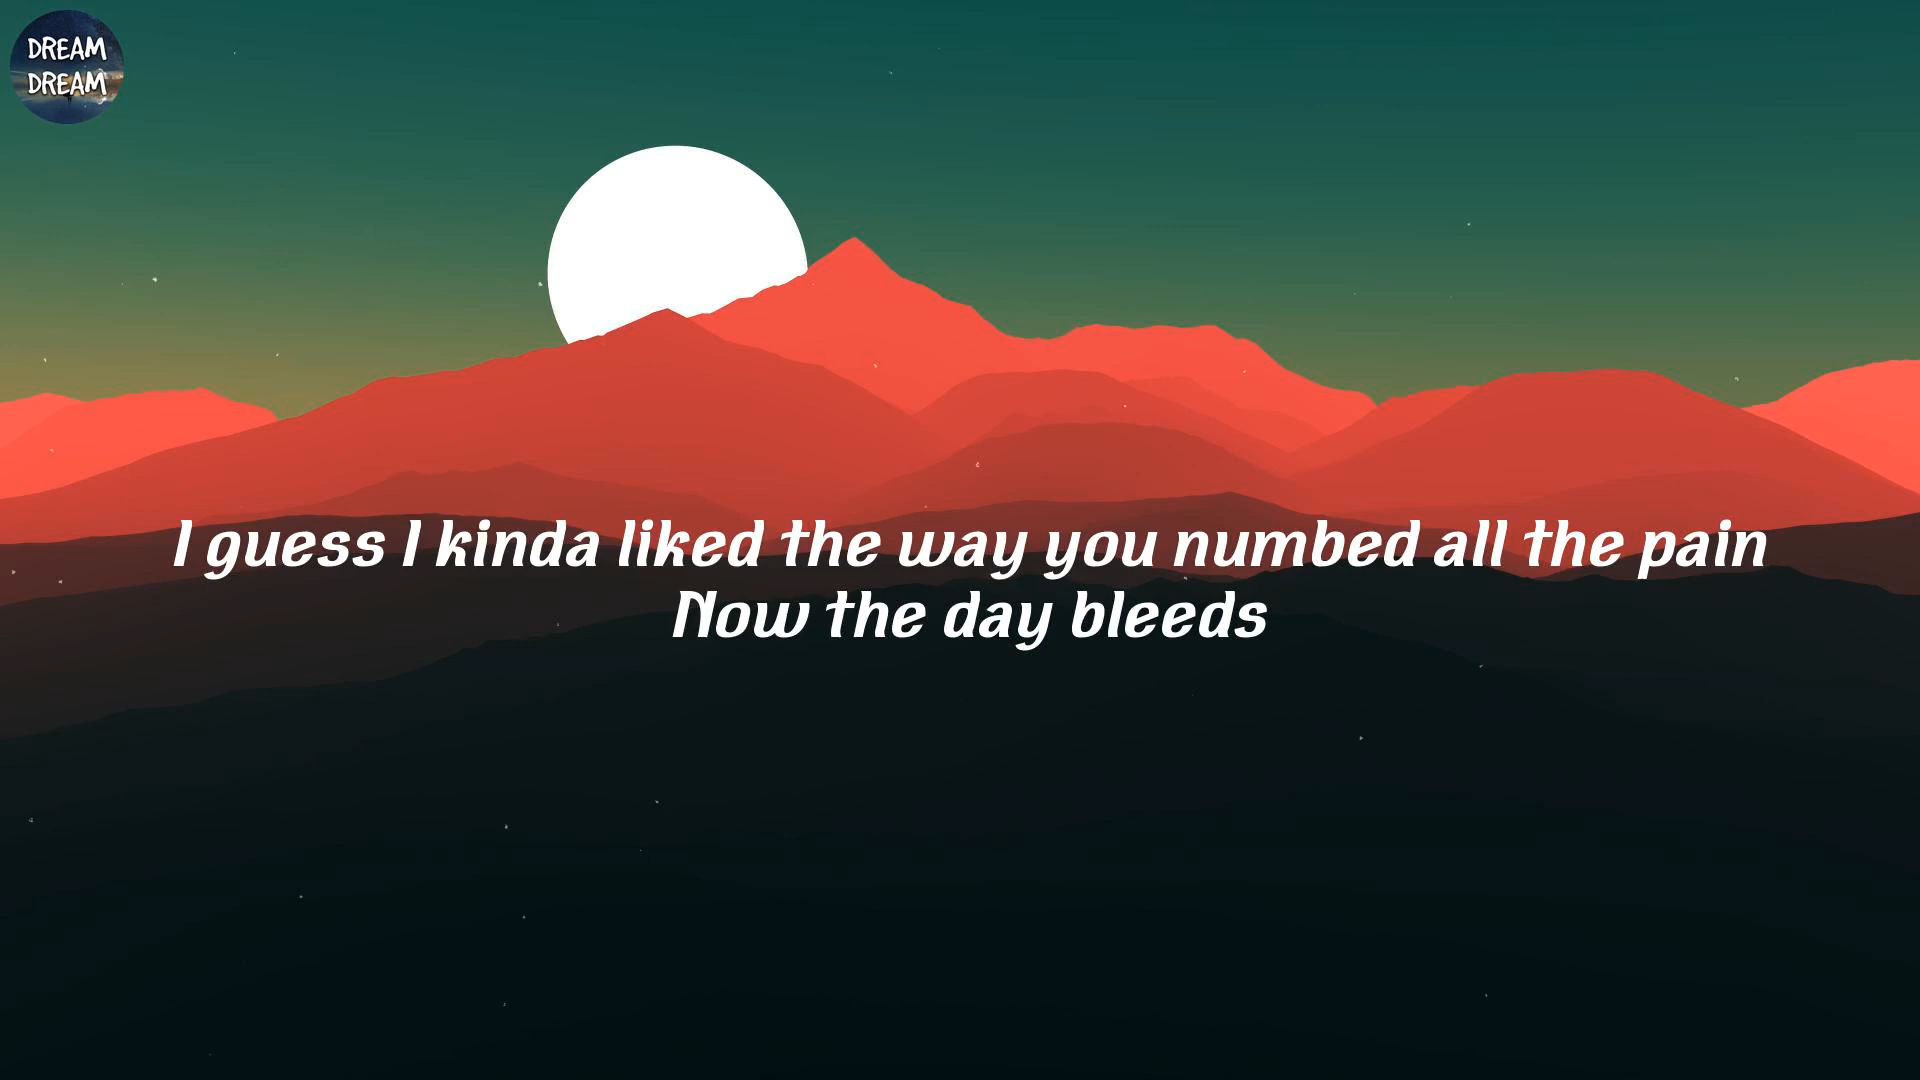 DREAM
DREAM
I guess I kinda liked the way you numbed all the pain
Now the day bleeds